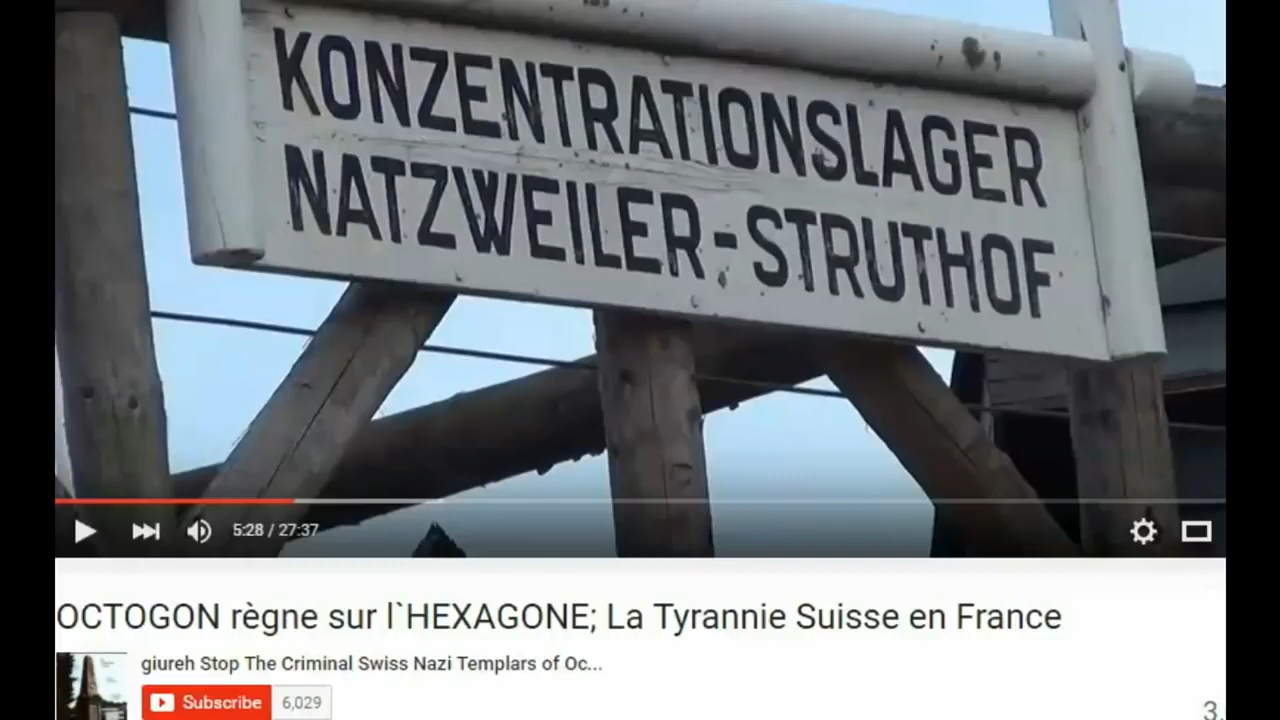 KONZENTRATIONSLAGER
NATZWEILER-STRUTHOF
5:28 / 27:37
OCTOGON règne sur l`HEXAGONE; La Tyrannie Suisse en France
giureh Stop The Criminal Swiss Nazi Templars of Oc...
Subscribe 6,029
3.